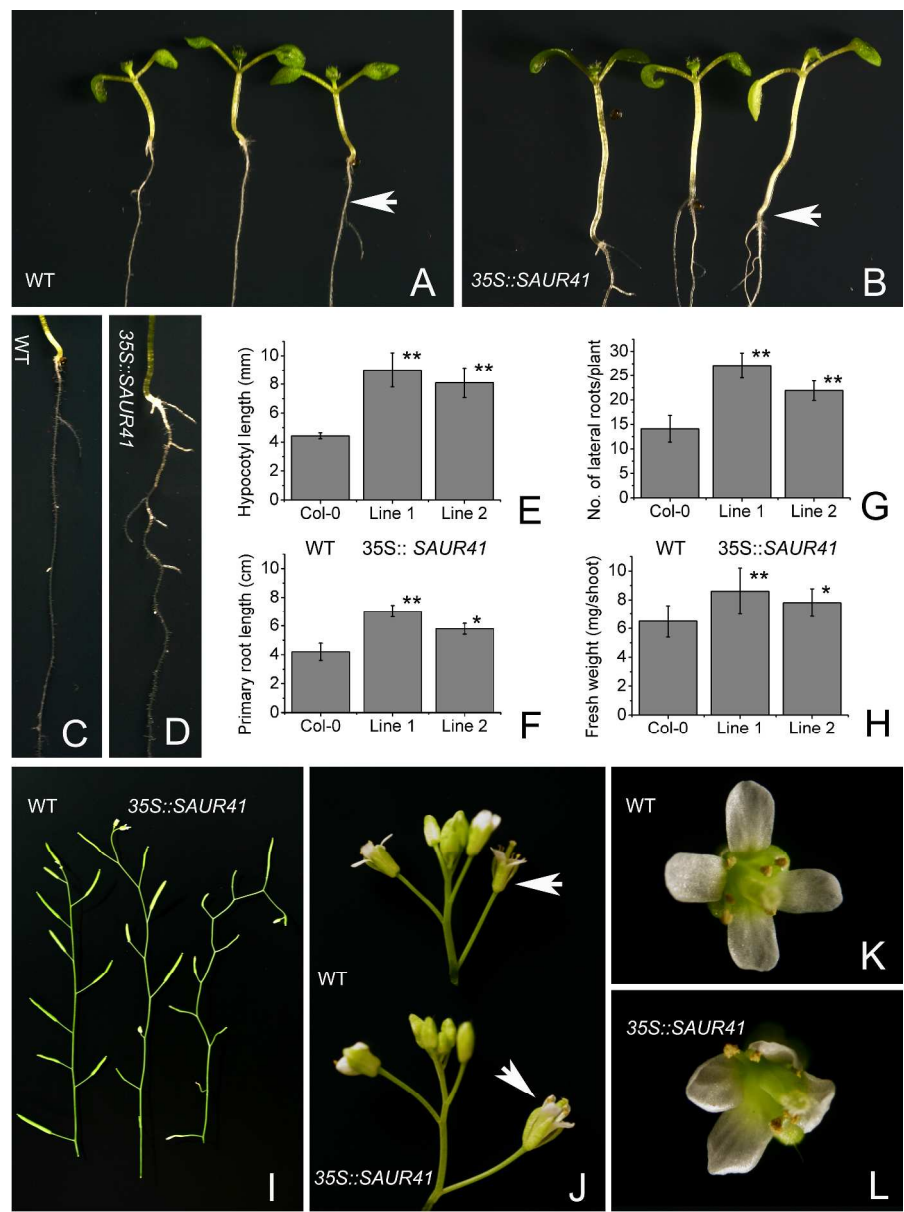 WT
A
35S::SAUR41
B
WT
C
35S::SAUR41
D
Hypocotyl length (mm)
10
8
6
4
2
0
**
**
Col-0 Line 1 Line 2
E
No. of lateral roots/plant
25
20
15
10
5
0
**
**
Col-0 Line 1 Line 2
G
WT 35S:: SAUR41
Primary root length (cm)
10
8
6
4
2
0
**
*
Col-0 Line 1 Line 2
F
WT 35S::SAUR41
Fresh weight (mg/shoot)
10
8
6
4
2
0
**
*
Col-0 Line 1 Line 2
H
WT 35S::SAUR41
I
WT
35S::SAUR41
J
WT
K
35S::SAUR41
L